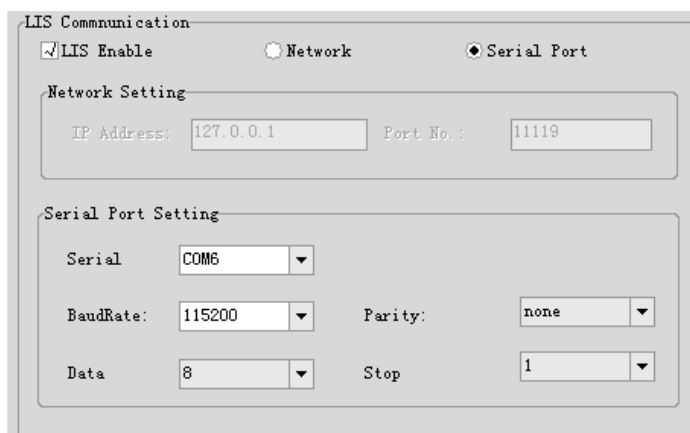 LIS Commnunication
LIS Enable Network Serial Port
Network Setting
IP Address: 127.0.0.1 Port No.: 11119
Serial Port Setting
Serial COM6
BaudRate: 115200 Parity: none
Data 8 Stop 1